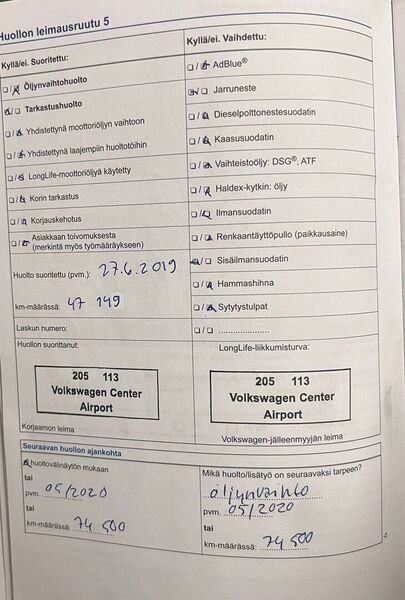 Huollon leimausruutu 5
Kyllä/ei. Suoritettu:
Öljynvaihtohuolto
Tarkastushuolto
Yhdistettynä moottoriöljyn vaihtoon
Yhdistettynä laajempiin huoltotöihin
LongLife-moottoriöljyä käytetty
Korin tarkastus
Korjauskehotus
Asiakkaan toivomuksesta
(merkintä myös työmääräykseen)
Huolto suoritettu (pvm.): 27.6.2019
km-määrässä: 47 149
Laskun numero:
Huollon suorittanut:
205 113
Volkswagen Center
Airport
Korjaamon leima
Kyllä/ei. Vaihdettu:
AdBlue®
Jarruneste
Dieselpolttonestesuodatin
Kaasusuodatin
Vaihteistoöljy: DSG®, ATF
Haldex-kytkin: öljy
Ilmansuodatin
Renkaantäyttöpullo (paikkausaine)
Sisäilmansuodatin
Hammashihna
Sytytystulpat
....................
LongLife-liikkumisturva:
205 113
Volkswagen Center
Airport
Volkswagen-jälleenmyyjän leima
Seuraavan huollon ajankohta
huoltovälinäytön mukaan
tai
pvm. 05/2020
tai
km-määrässä: 74 500
Mikä huolto/lisätyö on seuraavaksi tarpeen?
öljynvaihto
pvm. 05/2020
tai
km-määrässä: 74 500